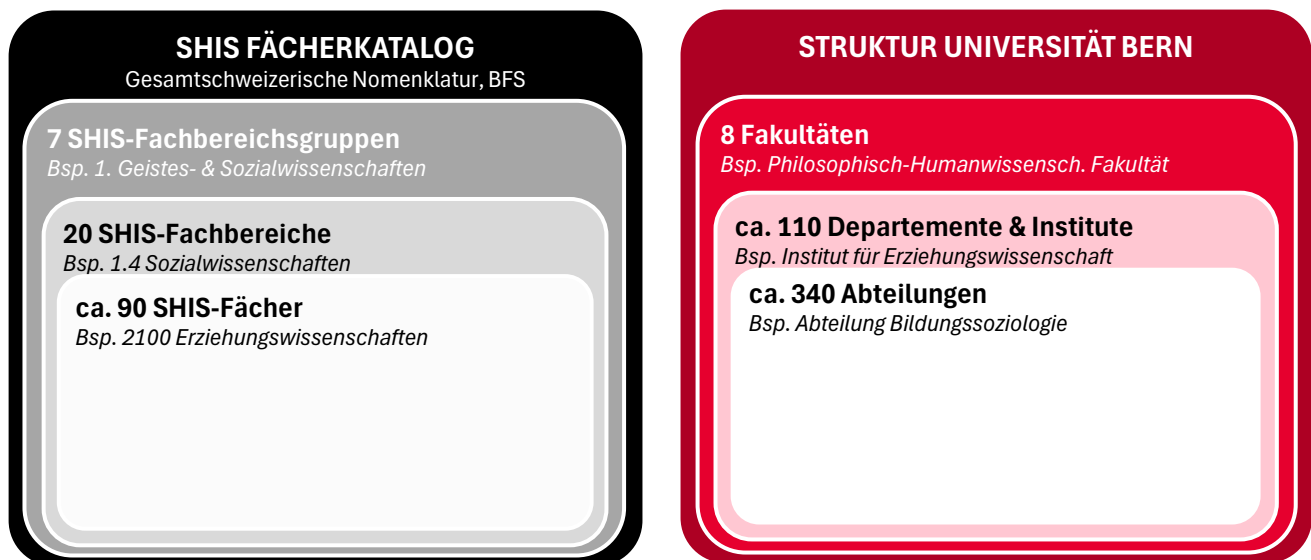 SHIS FÄCHERKATALOG
Gesamtschweizerische Nomenklatur, BFS
7 SHIS-Fachbereichsgruppen
Bsp. 1. Geistes- & Sozialwissenschaften
20 SHIS-Fachbereiche
Bsp. 1.4 Sozialwissenschaften
ca. 90 SHIS-Fächer
Bsp. 2100 Erziehungswissenschaften
STRUKTUR UNIVERSITÄT BERN
8 Fakultäten
Bsp. Philosophisch-Humanwissensch. Fakultät
ca. 110 Departemente & Institute
Bsp. Institut für Erziehungswissenschaft
ca. 340 Abteilungen
Bsp. Abteilung Bildungssoziologie